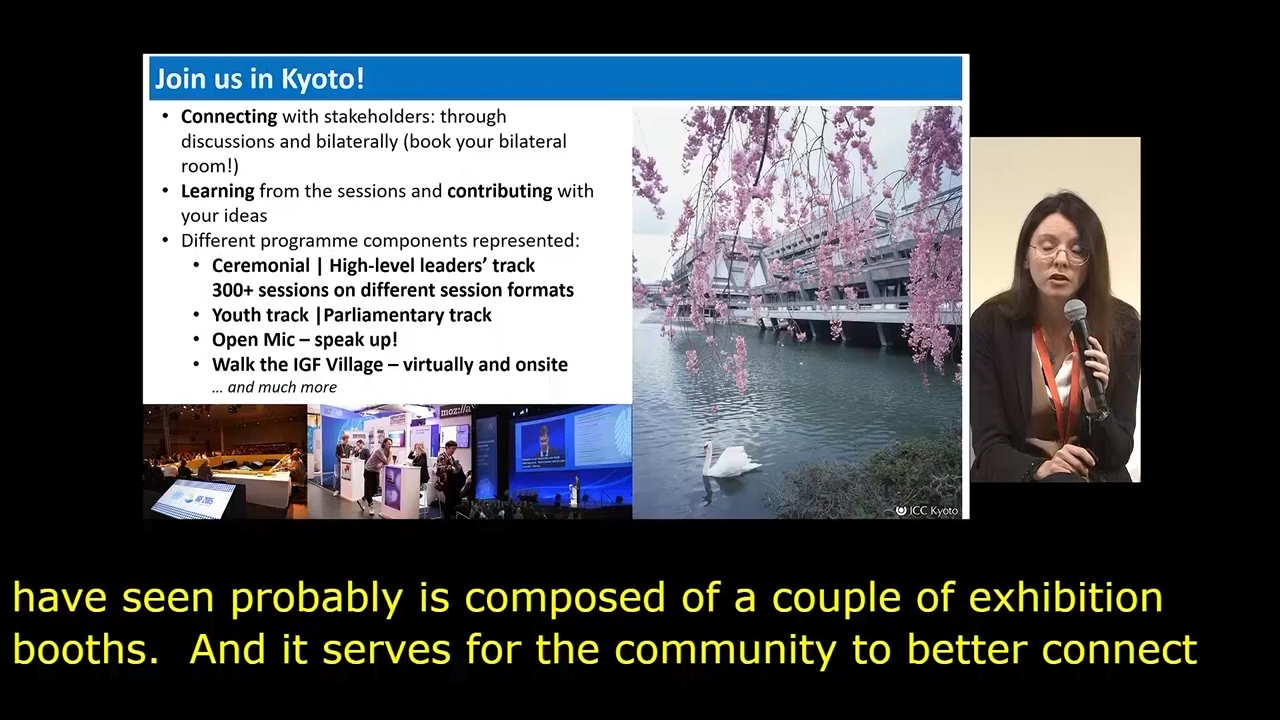 Join us in Kyoto!
• Connecting with stakeholders: through
discussions and bilaterally (book your bilateral
room!)
• Learning from the sessions and contributing with
your ideas
• Different programme components represented:
• Ceremonial | High-level leaders’ track
300+ sessions on different session formats
• Youth track |Parliamentary track
• Open Mic – speak up!
• Walk the IGF Village – virtually and onsite
... and much more
moz://a
ICC Kyoto
have seen probably is composed of a couple of exhibition
booths.  And it serves for the community to better connect